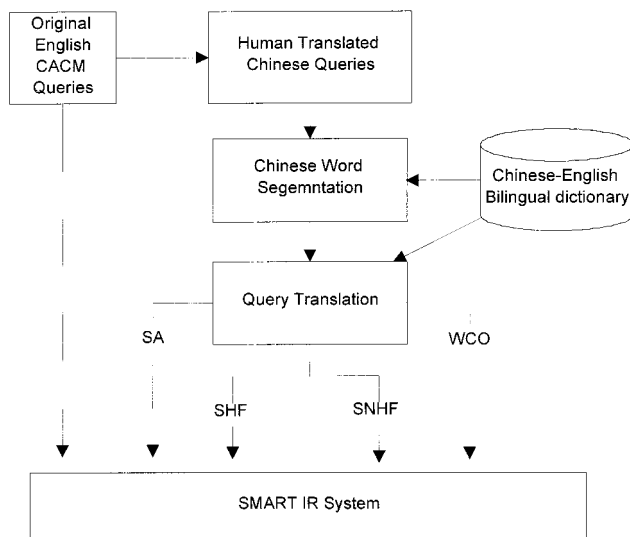 Original
English
CACM
Queries
Human Translated
Chinese Queries
Chinese Word
Segemntation
Chinese-English
Bilingual dictionary
Query Translation
SA
WCO
SHF
SNHF
SMART IR System